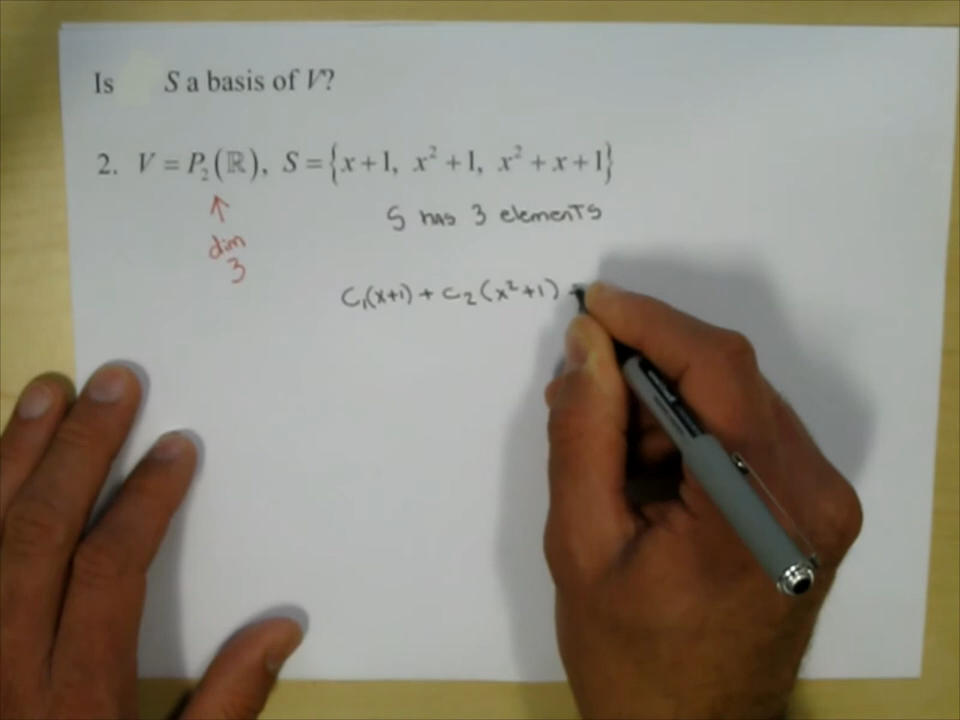 Is S a basis of V?
2. V = P₂(ℝ), S = {x+1, x²+1, x²+x+1}
S has 3 elements
↑
dim
3
C₁(x+1) + C₂(x²+1)